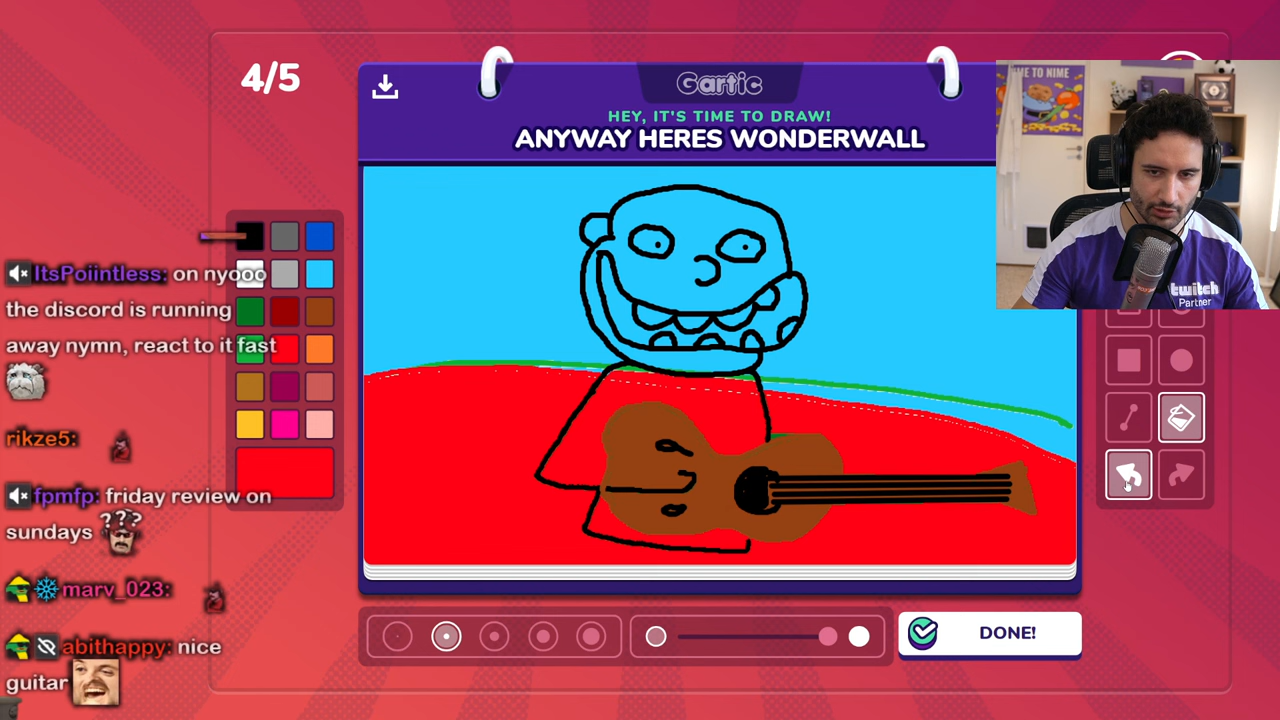 4/5
Gartic
HEY, IT'S TIME TO DRAW!
ANYWAY HERES WONDERWALL
TIME TO NIME
twitch
Partner
ItsPoiintless: on nyooo
the discord is running
away nymn, react to it fast
rikze5:
fpmfp: friday review on
sundays ???
marv_023:
abithappy: nice
guitar
DONE!